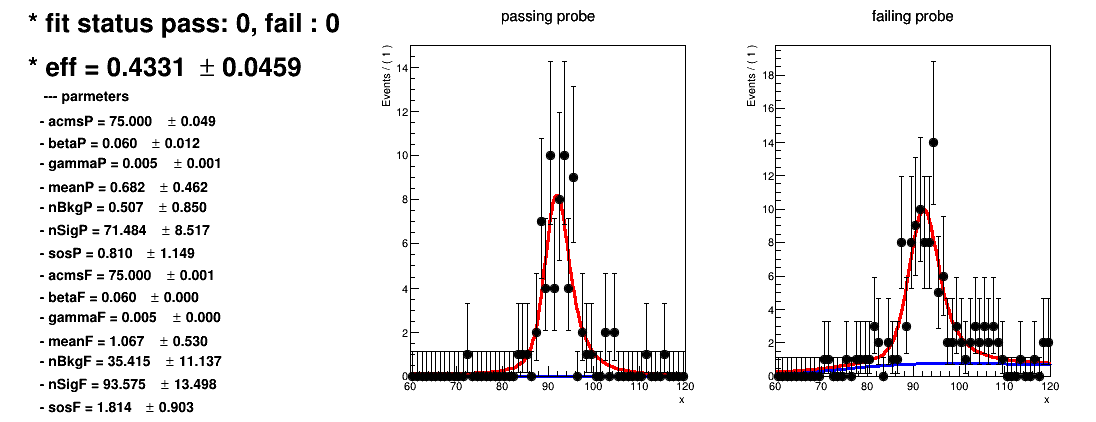 * fit status pass: 0, fail : 0
* eff = 0.4331 ± 0.0459
--- parmeters
- acmsP = 75.000 ± 0.049
- betaP = 0.060 ± 0.012
- gammaP = 0.005 ± 0.001
- meanP = 0.682 ± 0.462
- nBkgP = 0.507 ± 0.850
- nSigP = 71.484 ± 8.517
- sosP = 0.810 ± 1.149
- acmsF = 75.000 ± 0.001
- betaF = 0.060 ± 0.000
- gammaF = 0.005 ± 0.000
- meanF = 1.067 ± 0.530
- nBkgF = 35.415 ± 11.137
- nSigF = 93.575 ± 13.498
- sosF = 1.814 ± 0.903
passing probe
Events / ( 1 )
14
12
10
8
6
4
2
0
60 70 80 90 100 110 120
x
failing probe
Events / ( 1 )
18
16
14
12
10
8
6
4
2
0
60 70 80 90 100 110 120
x